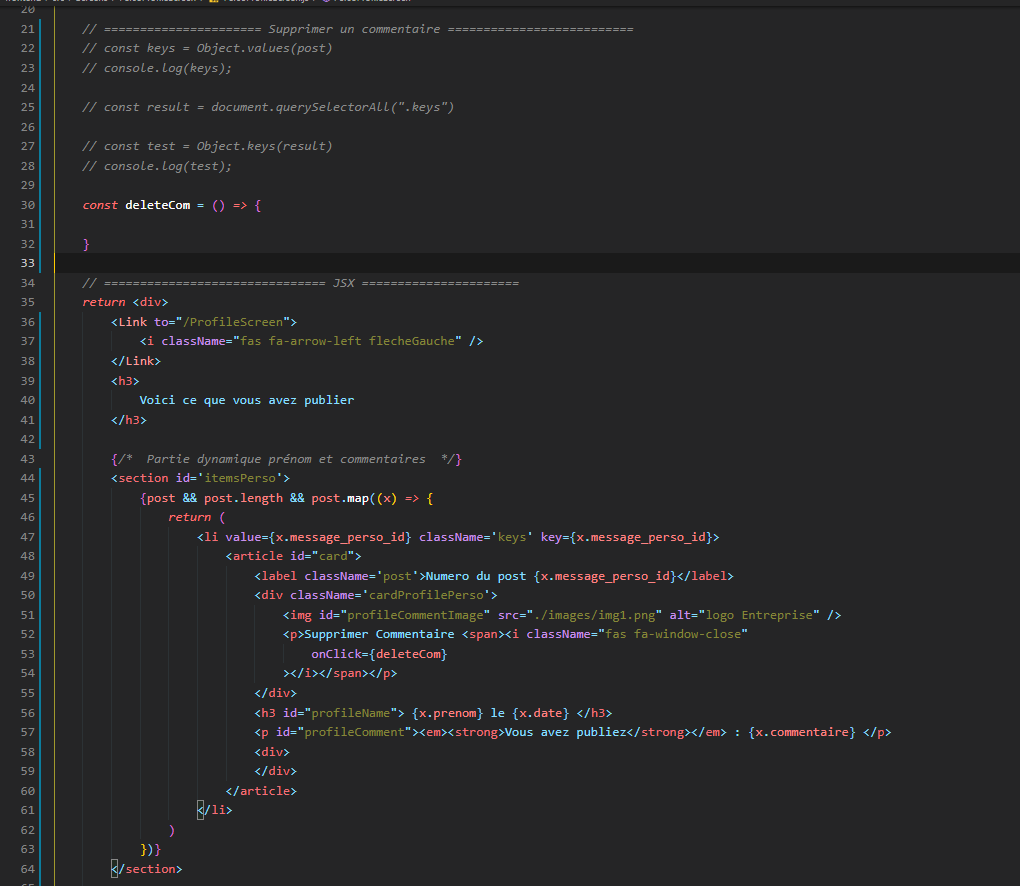 20
21 // ====================== Supprimer un commentaire ==========================
22 // const keys = Object.values(post)
23 // console.log(keys);
24
25 // const result = document.querySelectorAll(".keys")
26
27 // const test = Object.keys(result)
28 // console.log(test);
29
30 const deleteCom = () => {
31
32 }
33
34 // =============================== JSX ======================
35 return <div>
36 <Link to="/ProfileScreen">
37 <i className="fas fa-arrow-left flecheGauche" />
38 </Link>
39 <h3>
40 Voici ce que vous avez publier
41 </h3>
42
43 {/*  Partie dynamique prénom et commentaires  */}
44 <section id='itemsPerso'>
45 {post && post.length && post.map((x) => {
46 return (
47 <li value={x.message_perso_id} className='keys' key={x.message_perso_id}>
48 <article id="card">
49 <label className='post'>Numero du post {x.message_perso_id}</label>
50 <div className='cardProfilePerso'>
51 <img id="profileCommentImage" src="./images/img1.png" alt="logo Entreprise" />
52 <p>Supprimer Commentaire <span><i className="fas fa-window-close"
53 onClick={deleteCom}
54 ></i></span></p>
55 </div>
56 <h3 id="profileName"> {x.prenom} le {x.date} </h3>
57 <p id="profileComment"><em><strong>Vous avez publiez</strong></em> : {x.commentaire} </p>
58 <div>
59 </div>
60 </article>
61 </li>
62 )
63 })}
64 </section>